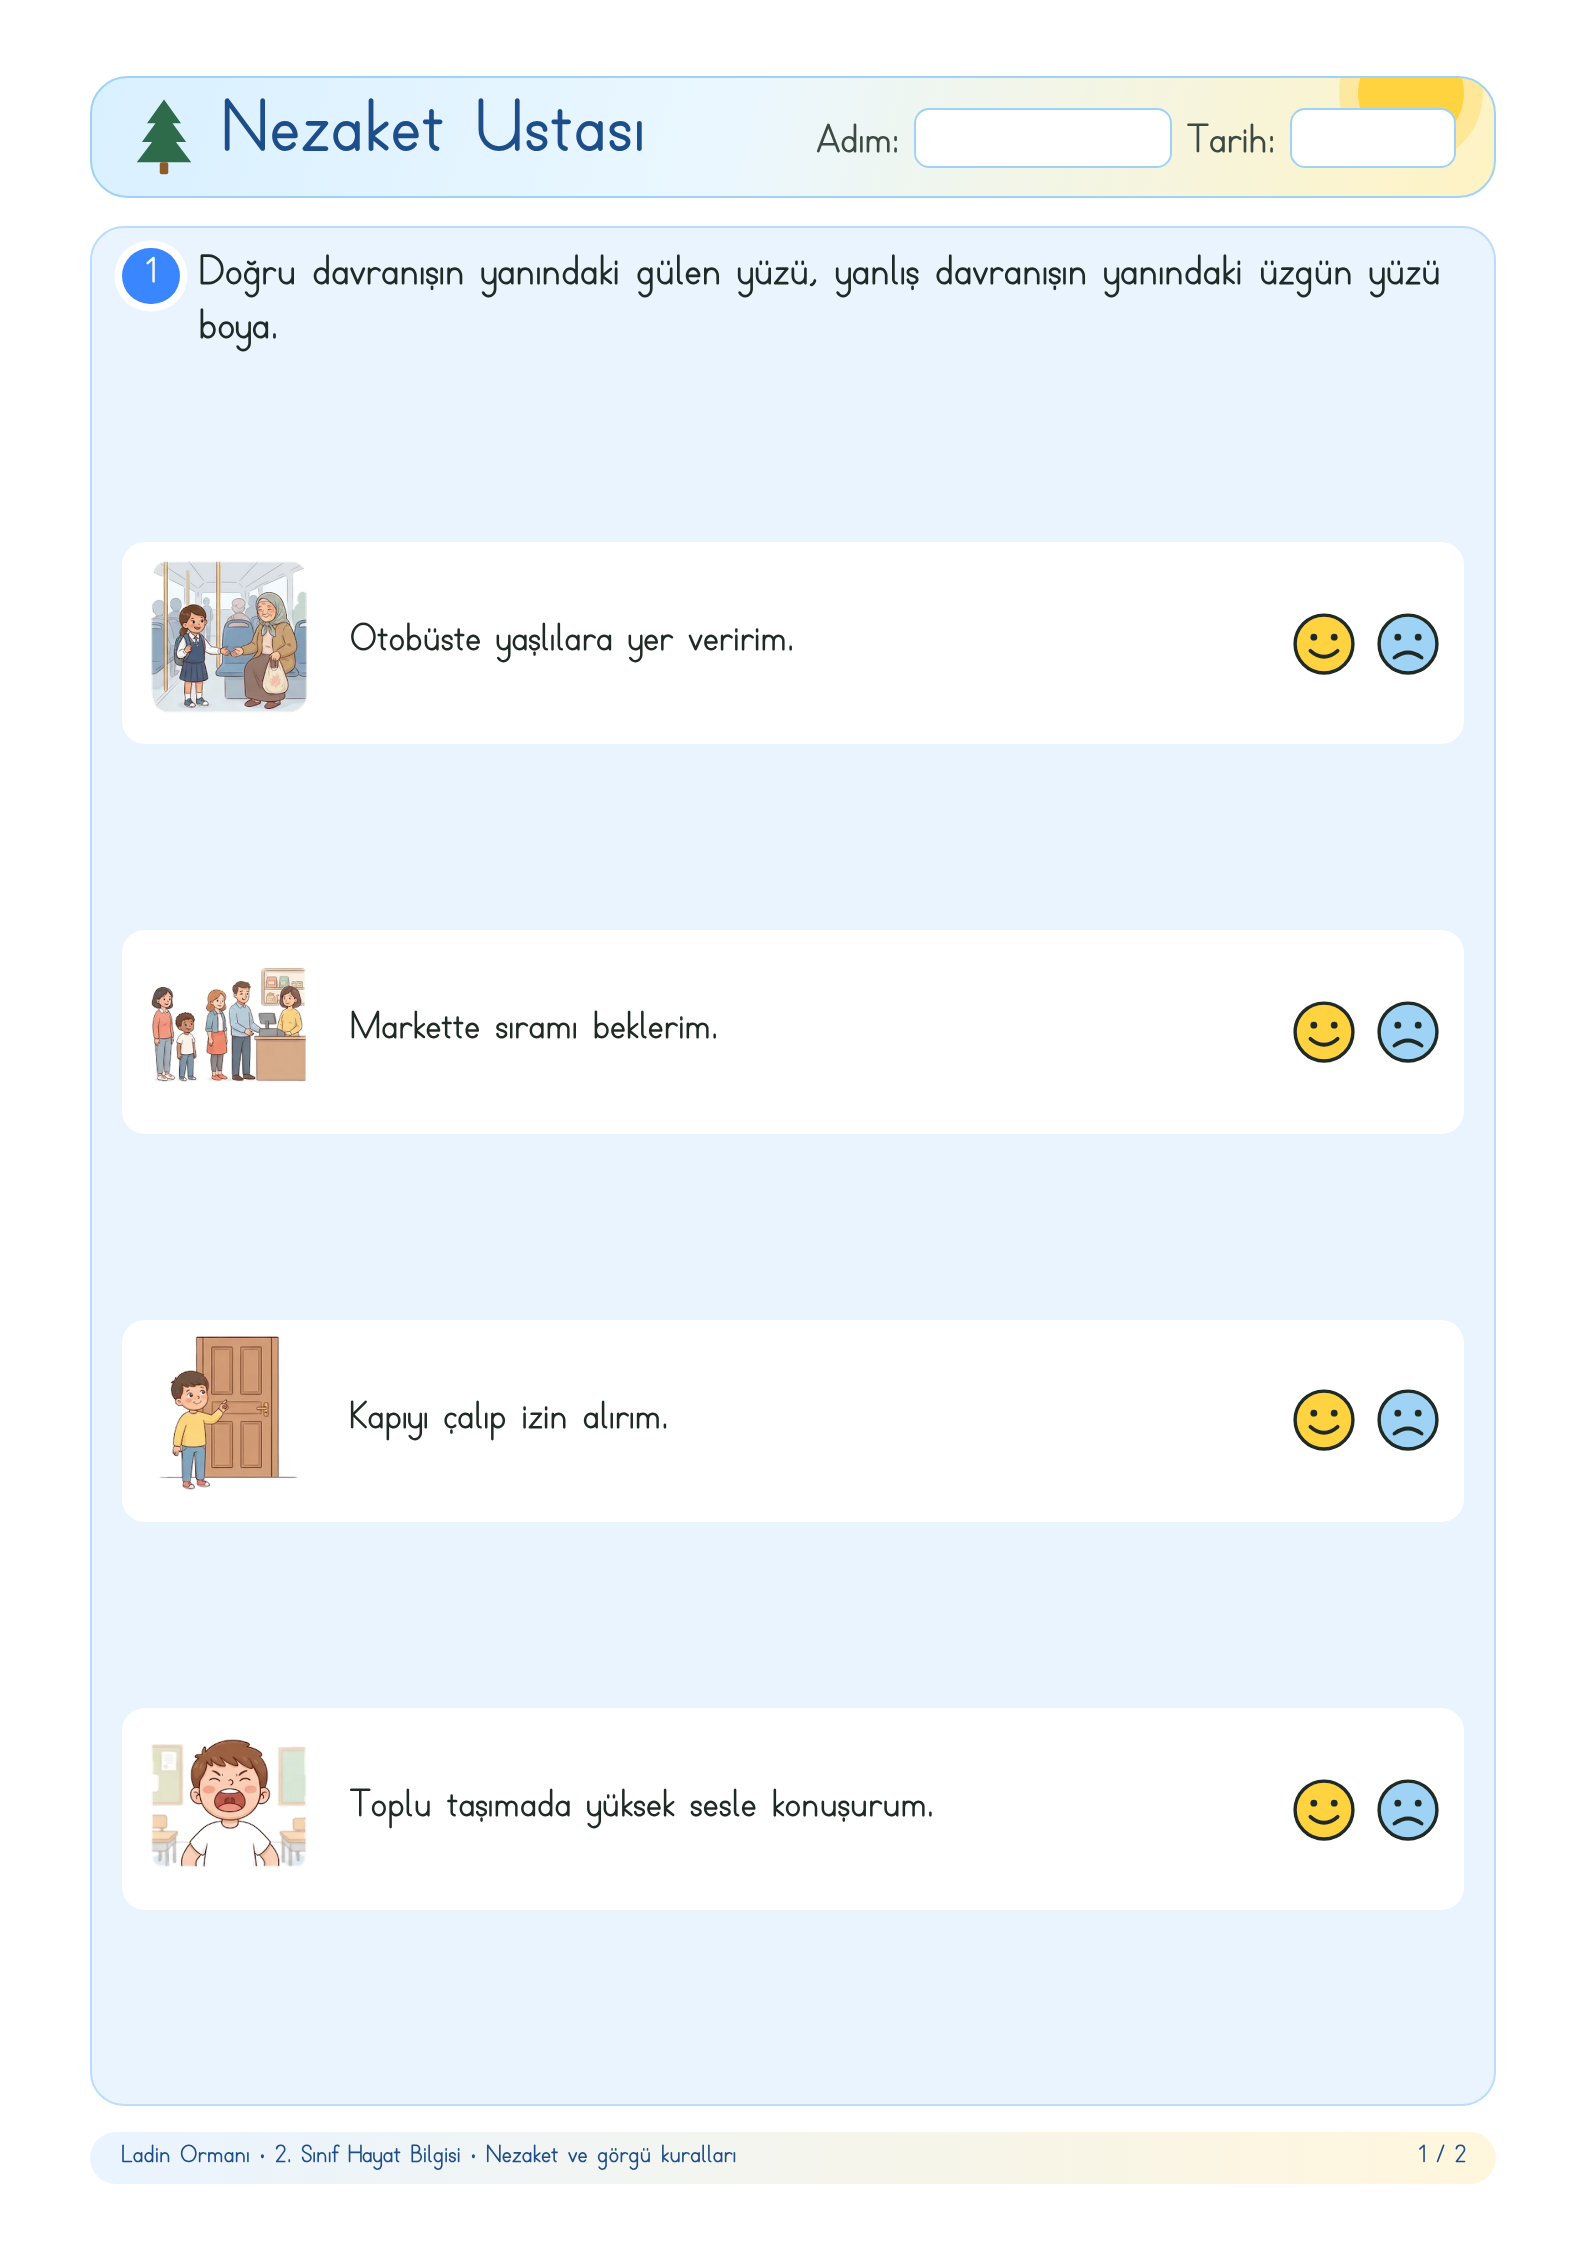 Nezaket Ustası
Adım:
Tarih:
1
Doğru davranışın yanındaki gülen yüzü, yanlış davranışın yanındaki üzgün yüzü
boya.
Otobüste yaşlılara yer veririm.
Markette sıramı beklerim.
Kapıyı çalıp izin alırım.
Toplu taşımada yüksek sesle konuşurum.
Ladin Ormanı • 2. Sınıf Hayat Bilgisi • Nezaket ve görgü kuralları
1 / 2